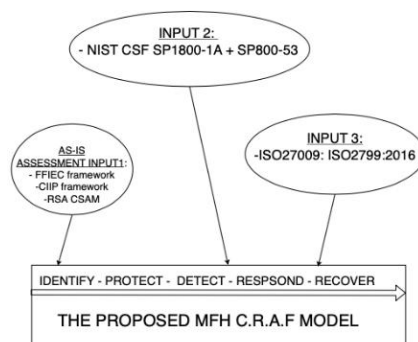 INPUT 2:
- NIST CSF SP1800-1A + SP800-53
INPUT 3:
-ISO27009: ISO2799:2016
AS-IS
ASSESSMENT INPUT1:
- FFIEC framework
-CIIP framework
-RSA CSAM
IDENTIFY - PROTECT - DETECT - RESPSOND - RECOVER
THE PROPOSED MFH C.R.A.F MODEL